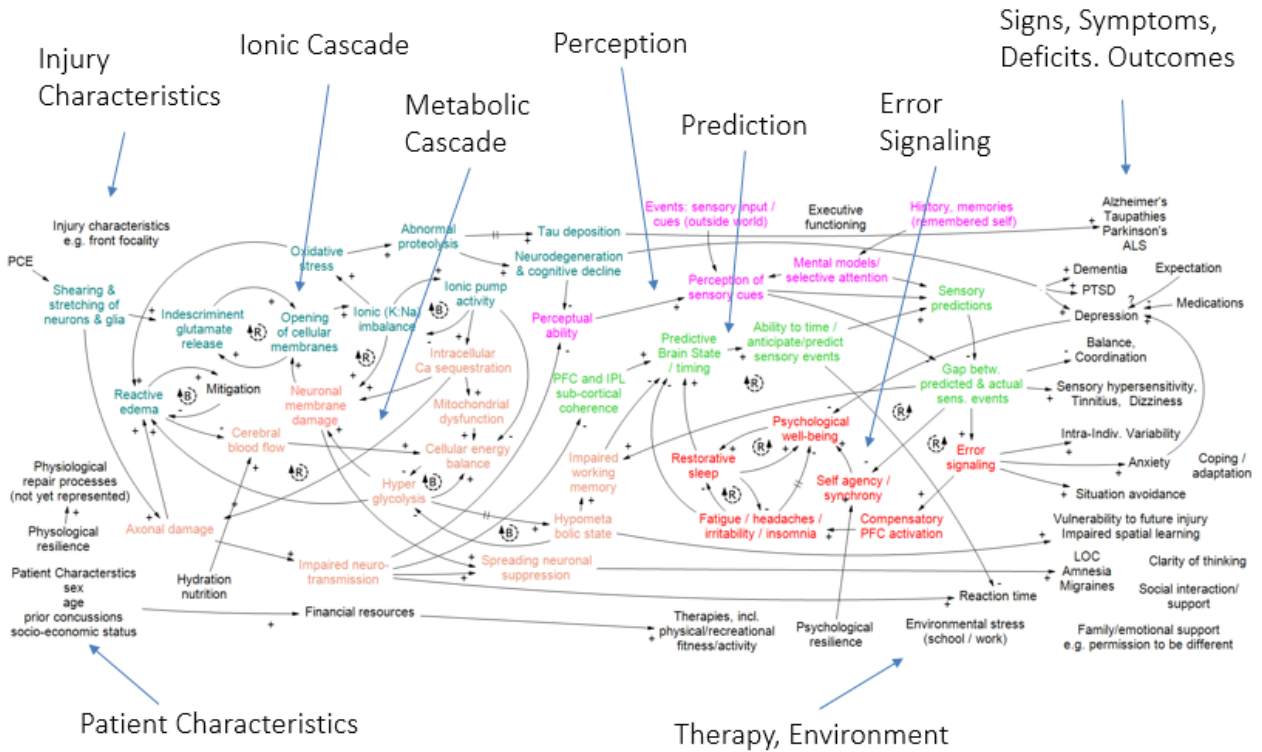 Injury
Characteristics
Ionic Cascade
Metabolic
Cascade
Perception
Prediction
Error
Signaling
Signs, Symptoms,
Deficits. Outcomes
Injury characteristics
e.g. front focality
PCE
Shearing &
stretching of
neurons & glia
Indescriminent
glutamate
release
Oxidative
stress
Abnormal
proteolysis
Tau deposition
Neurodegeneration
& cognitive decline
Opening
of cellular
membranes
Ionic (K:Na)
imbalance
Ionic pump
activity
Events: sensory input /
cues (outside world)
Executive
functioning
History, memories
(remembered self)
Alzheimer's
Taupathies
Parkinson's
ALS
Perception of
sensory cues
Mental models/
selective attention
Sensory
predictions
Dementia
PTSD
Depression
Expectation
Medications
?
Perceptual
ability
Predictive
Brain State
/ timing
Ability to time /
anticipate/predict
sensory events
Balance,
Coordination
Intracellular
Ca sequestration
Reactive
edema
Mitigation
Neuronal
membrane
damage
Mitochondrial
dysfunction
PFC and IPL
sub-cortical
coherence
Gap betw.
predicted & actual
sens. events
Sensory hypersensitivity,
Tinnitius, Dizziness
Cerebral
blood flow
Cellular energy
balance
Psychological
well-being
Intra-Indiv. Variability
Physiological
repair processes
(not yet represented)
Hyper
glycolysis
Impaired
working
memory
Restorative
sleep
Self agency /
synchrony
Error
signaling
Anxiety
Coping /
adaptation
Situation avoidance
Physiological
resilience
Axonal damage
Hypometa
bolic state
Fatigue / headaches /
irritability / insomnia
Compensatory
PFC activation
Vulnerability to future injury
Impaired spatial learning
Patient Characterstics
sex
age
prior concussions
socio-economic status
Hydration
nutrition
Impaired neuro-
transmission
Spreading neuronal
suppression
LOC
Amnesia
Migraines
Clarity of thinking
Reaction time
Social interaction/
support
Financial resources
Therapies, incl.
physical/recreational
fitness/activity
Psychological
resilience
Environmental stress
(school / work)
Family/emotional support
e.g. permission to be different
R
R
R
R
R
R
R
R
B
B
B
B
Patient Characteristics
Therapy, Environment